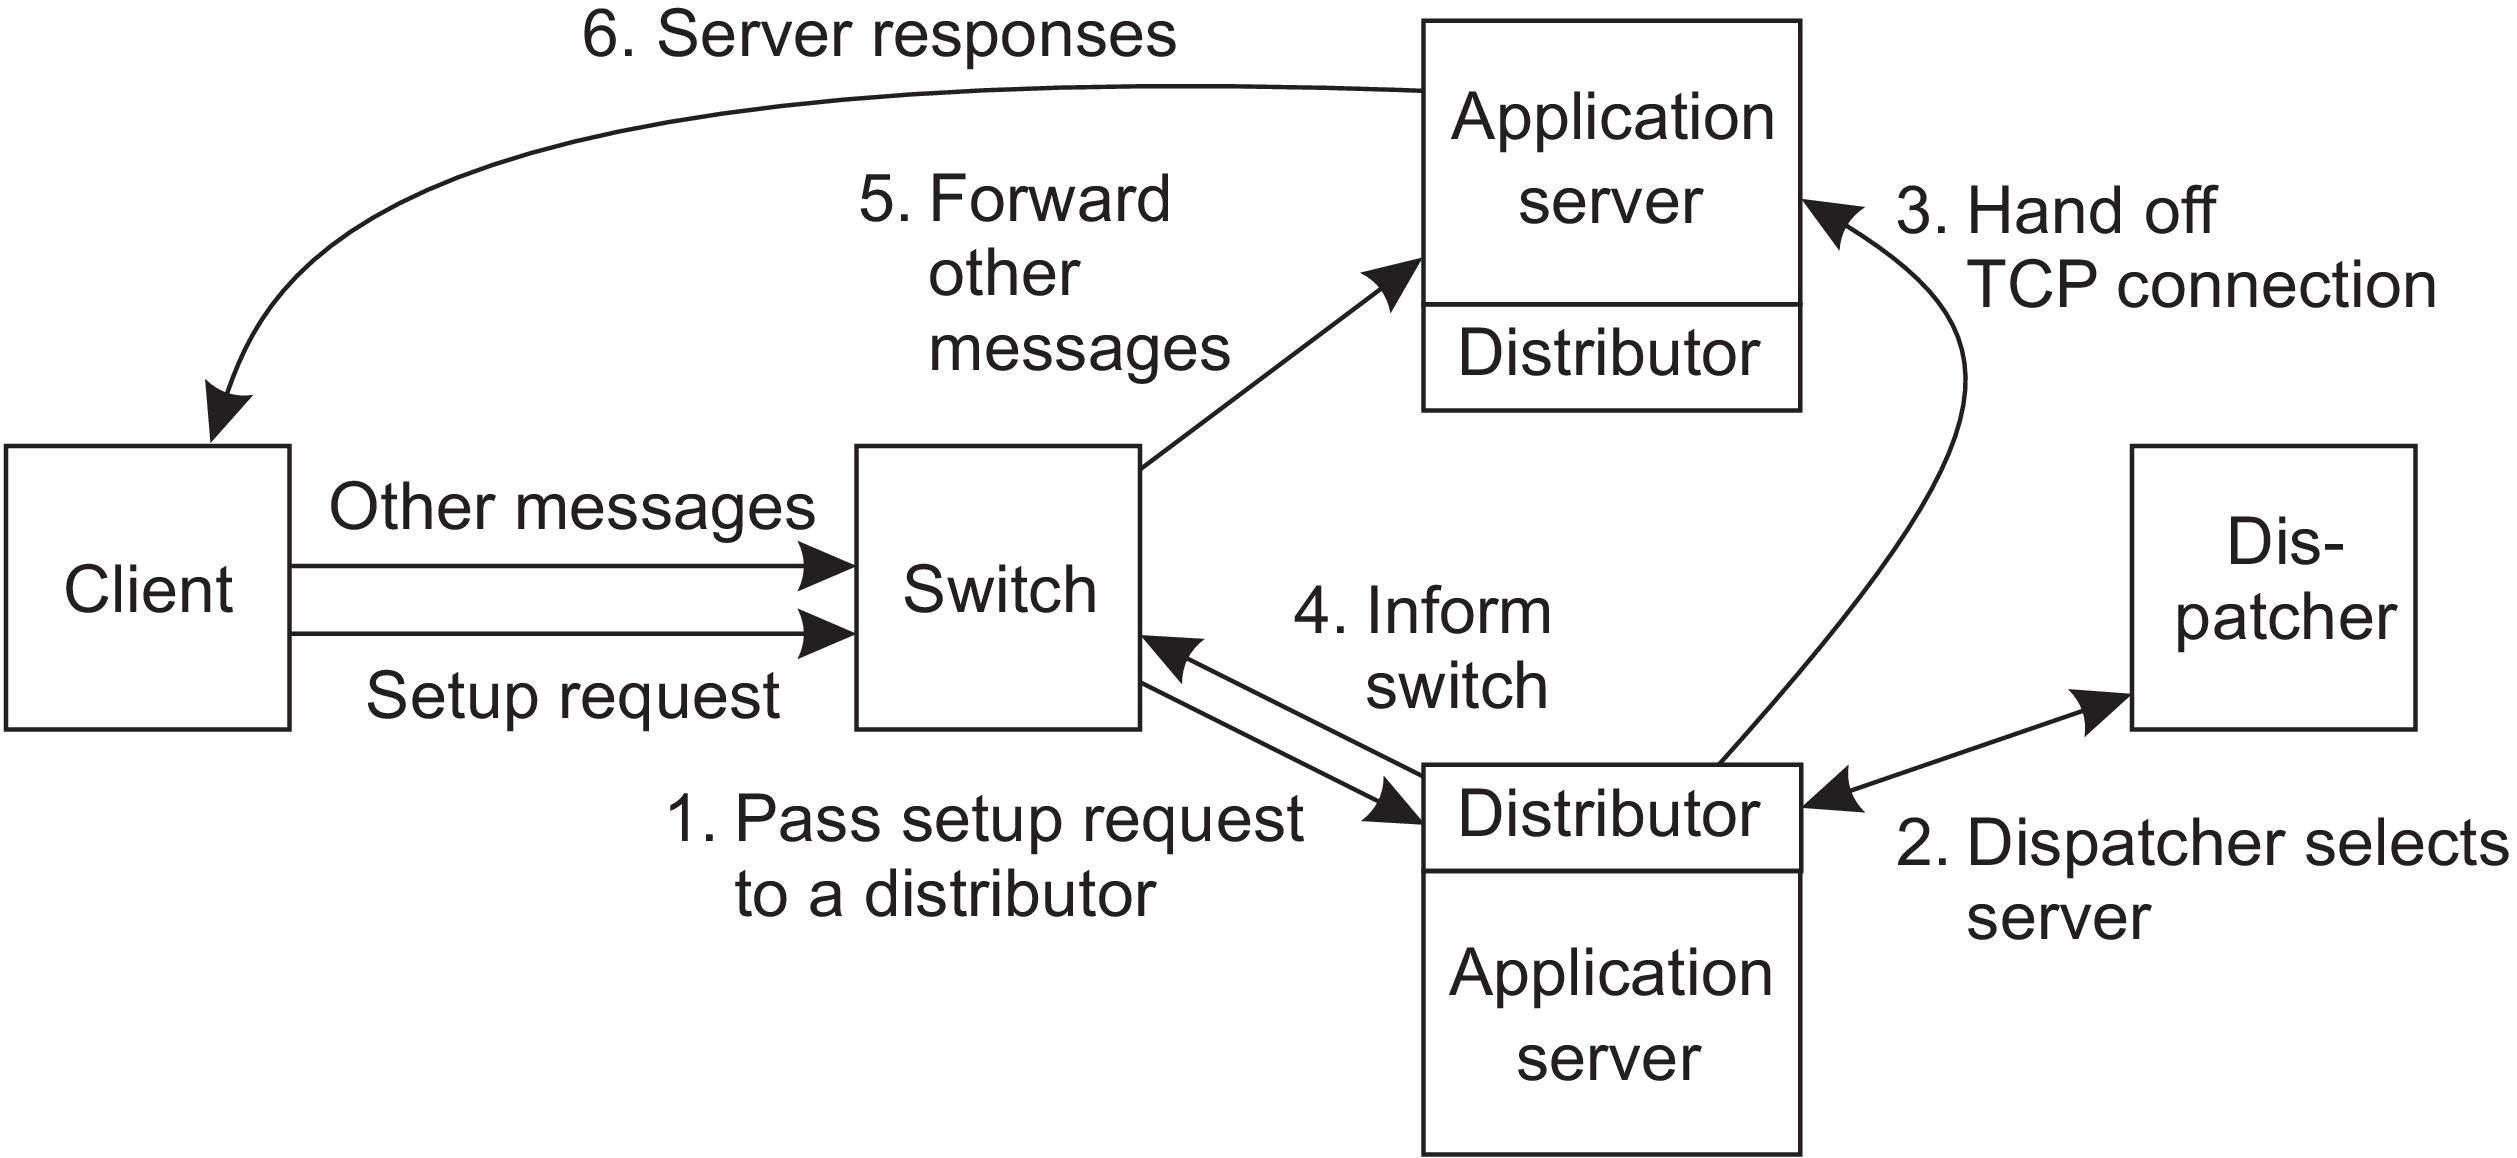 6. Server responses
Application
server
5. Forward
other
messages
3. Hand off
TCP connection
Distributor
Other messages
Client
Switch
Setup request
Dis-
patcher
4. Inform
switch
1. Pass setup request
to a distributor
Distributor
2. Dispatcher selects
server
Application
server